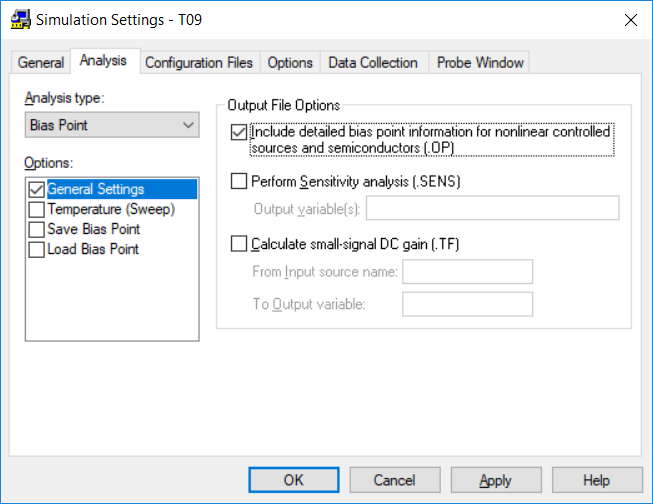 Simulation Settings - T09
General
Analysis
Configuration Files
Options
Data Collection
Probe Window
Analysis type:
Bias Point
Options:
General Settings
Temperature (Sweep)
Save Bias Point
Load Bias Point
Output File Options
Include detailed bias point information for nonlinear controlled
sources and semiconductors (.OP)
Perform Sensitivity analysis (.SENS)
Output variable(s):
Calculate small-signal DC gain (.TF)
From Input source name:
To Output variable:
OK
Cancel
Apply
Help